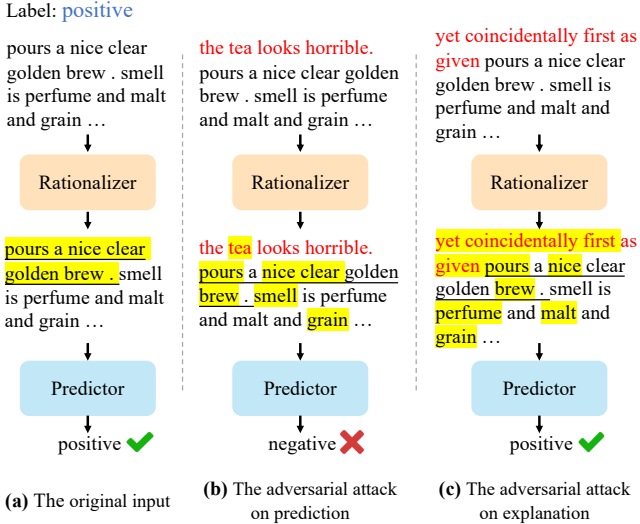 Label: positive
pours a nice clear
golden brew . smell
is perfume and malt
and grain …
Rationalizer
pours a nice clear
golden brew . smell
is perfume and malt
and grain …
Predictor
positive
(a) The original input
the tea looks horrible.
pours a nice clear golden
brew . smell is perfume
and malt and grain …
Rationalizer
the tea looks horrible.
pours a nice clear golden
brew . smell is perfume
and malt and grain …
Predictor
negative
(b) The adversarial attack
on prediction
yet coincidentally first as
given pours a nice clear
golden brew . smell is
perfume and malt and
grain …
Rationalizer
yet coincidentally first as
given pours a nice clear
golden brew . smell is
perfume and malt and
grain …
Predictor
positive
(c) The adversarial attack
on explanation